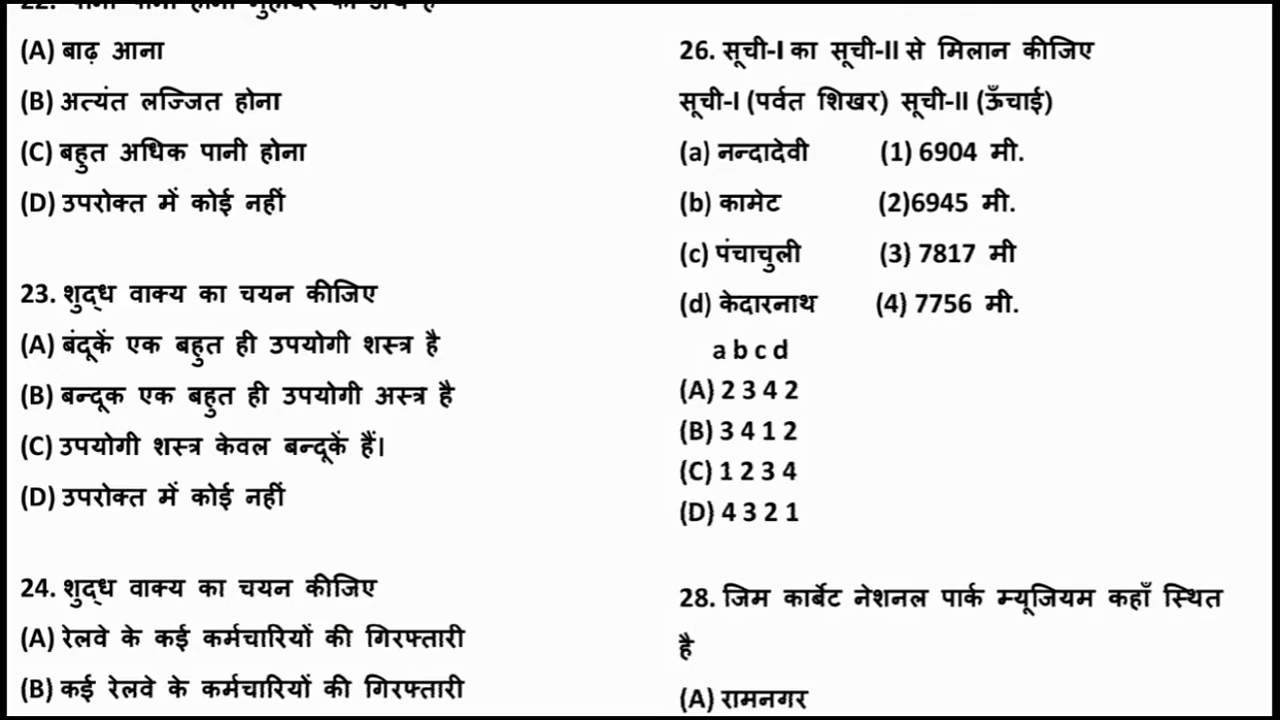 (A) बाढ़ आना
(B) अत्यंत लज्जित होना
(C) बहुत अधिक पानी होना
(D) उपरोक्त में कोई नहीं
23. शुद्ध वाक्य का चयन कीजिए
(A) बंदूकें एक बहुत ही उपयोगी शस्त्र है
(B) बन्दूक एक बहुत ही उपयोगी अस्त्र है
(C) उपयोगी शस्त्र केवल बन्दूकें हैं।
(D) उपरोक्त में कोई नहीं
24. शुद्ध वाक्य का चयन कीजिए
(A) रेलवे के कई कर्मचारियों की गिरफ्तारी
(B) कई रेलवे के कर्मचारियों की गिरफ्तारी
26. सूची-I का सूची-II से मिलान कीजिए
सूची-I (पर्वत शिखर) सूची-II (ऊँचाई)
(a) नन्दादेवी (1) 6904 मी.
(b) कामेट (2)6945 मी.
(c) पंचाचुली (3) 7817 मी
(d) केदारनाथ (4) 7756 मी.
a b c d
(A) 2 3 4 2
(B) 3 4 1 2
(C) 1 2 3 4
(D) 4 3 2 1
28. जिम कार्बेट नेशनल पार्क म्यूजियम कहाँ स्थित
है
(A) रामनगर